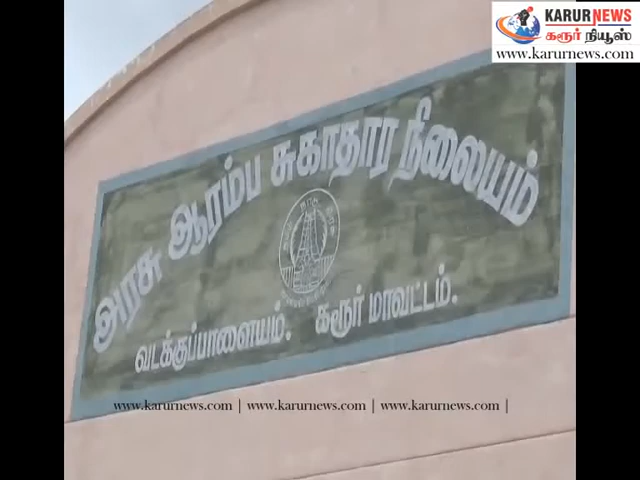 KARUR NEWS
கரூர் நியூஸ்
www.karurnews.com
அரசு ஆரம்ப சுகாதார நிலையம்
வடக்குப்பாளையம். கரூர் மாவட்டம்.
www.karurnews.com | www.karurnews.com | www.karurnews.com |